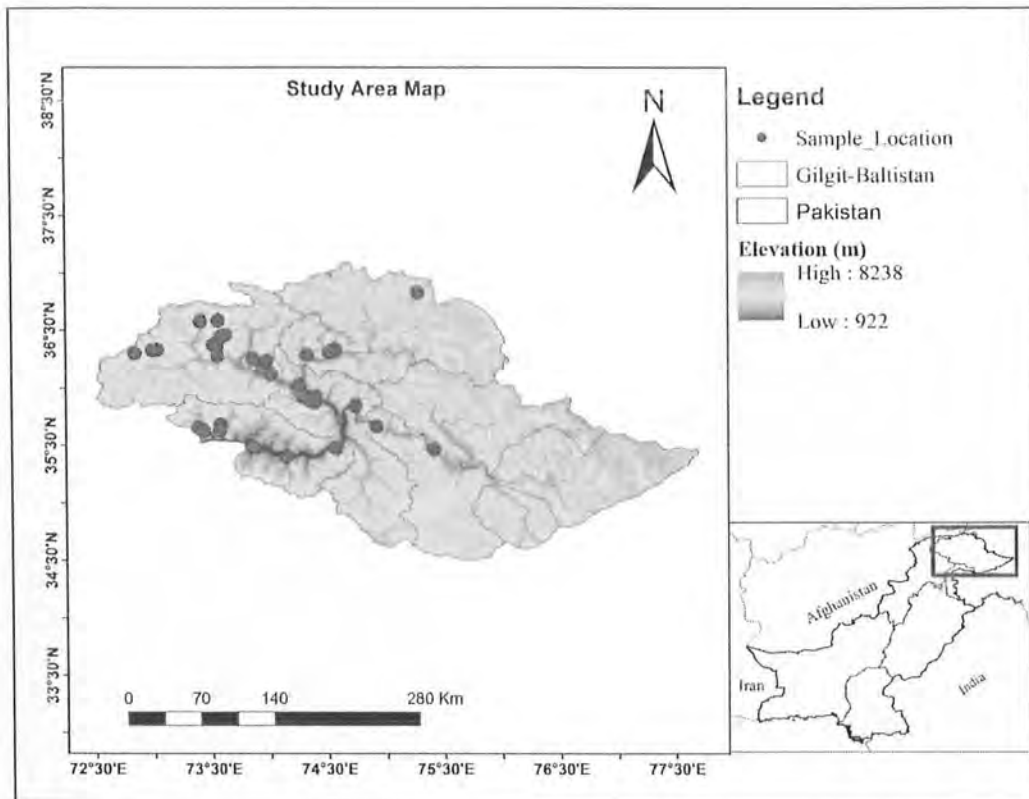 Study Area Map
N
38°30'N
37°30'N
36°30'N
35°30'N
34°30'N
33°30'N
0 70 140 280 Km
72°30'E 73°30'E 74°30'E 75°30'E 76°30'E 77°30'E
Legend
Sample_Location
Gilgit-Baltistan
Pakistan
Elevation (m)
High : 8238
Low : 922
Afghanistan
Iran
India